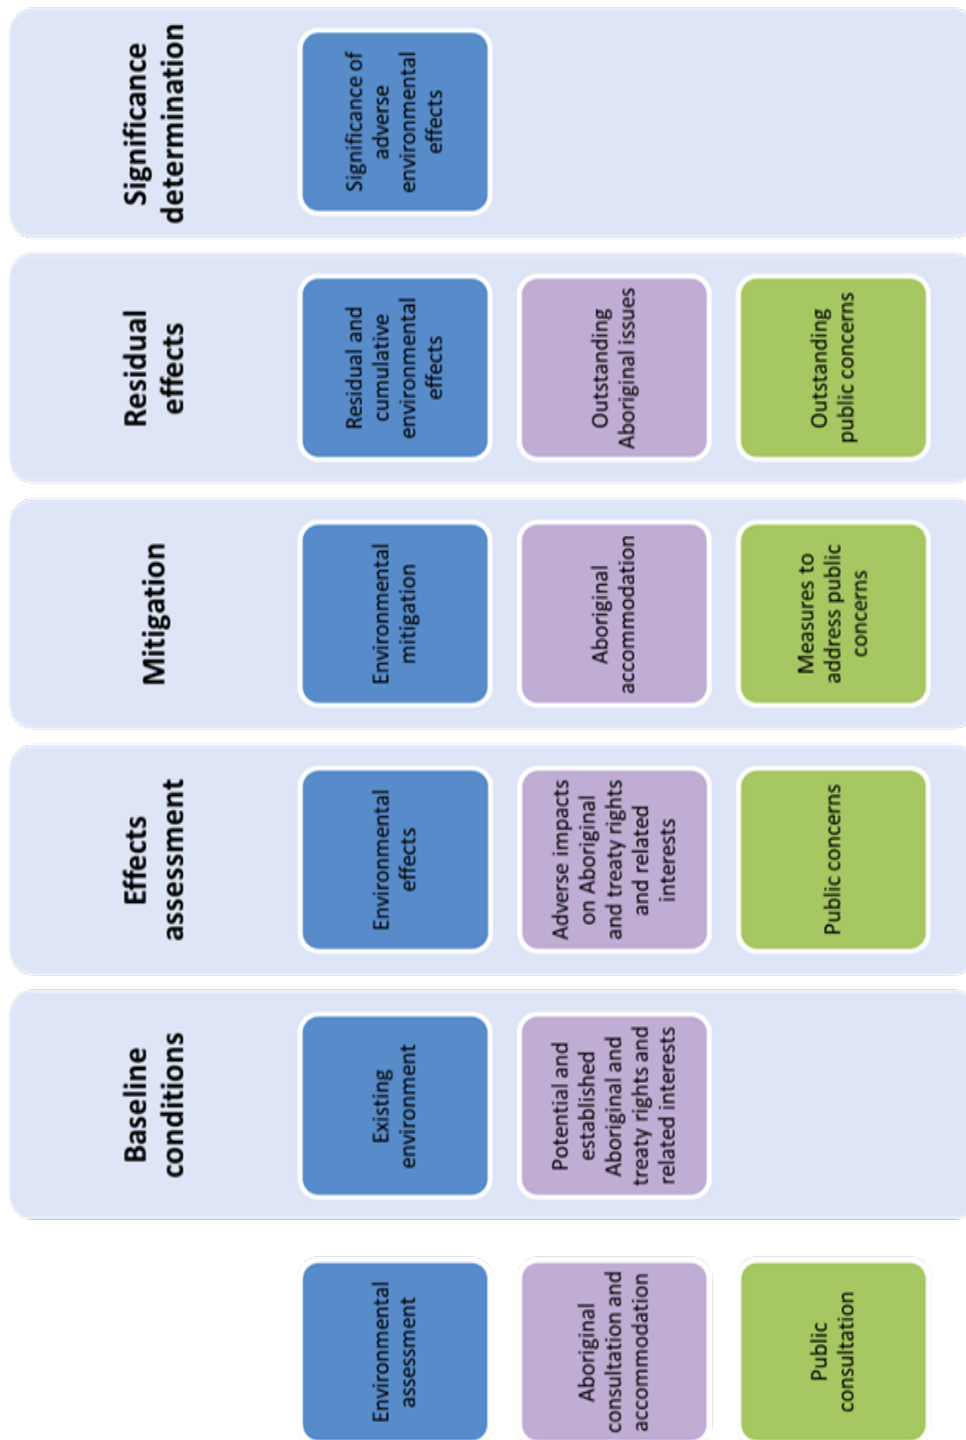 Baseline
conditions
Effects
assessment
Mitigation
Residual
effects
Significance
determination
Environmental
assessment
Existing
environment
Environmental
effects
Environmental
mitigation
Residual and
cumulative
environmental
effects
Significance of
adverse
environmental
effects
Aboriginal
consultation and
accommodation
Potential and
established
Aboriginal and
treaty rights and
related interests
Adverse impacts
on Aboriginal
and treaty rights
and related
interests
Aboriginal
accommodation
Outstanding
Aboriginal issues
Public
consultation
Public concerns
Measures to
address public
concerns
Outstanding
public concerns